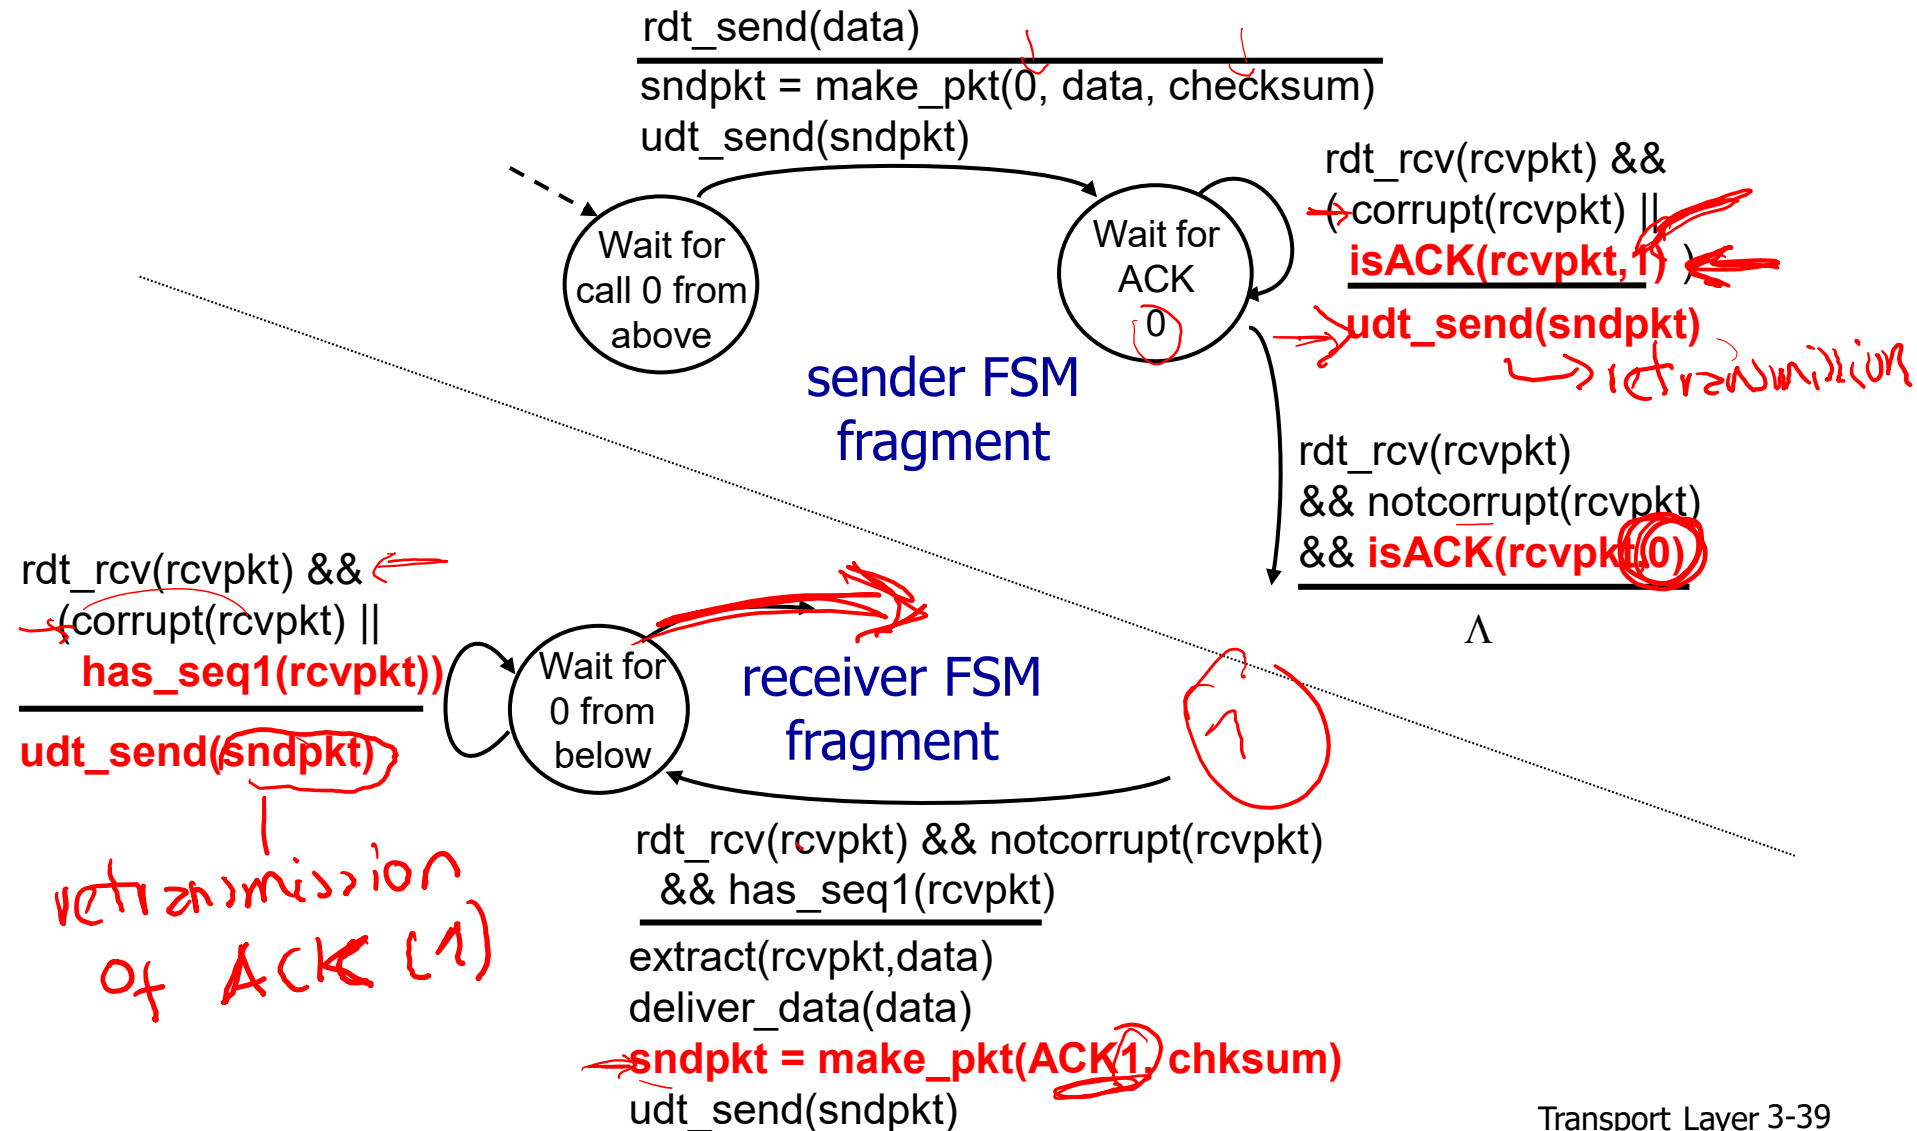 rdt_send(data)
sndpkt = make_pkt(0, data, checksum)
udt_send(sndpkt)
rdt_rcv(rcvpkt) &&
( corrupt(rcvpkt) ||
isACK(rcvpkt,1) )
udt_send(sndpkt)
retransmission
Wait for
call 0 from
above
Wait for
ACK
0
sender FSM
fragment
rdt_rcv(rcvpkt)
&& notcorrupt(rcvpkt)
&& isACK(rcvpkt,0)
Λ
rdt_rcv(rcvpkt) &&
(corrupt(rcvpkt) ||
has_seq1(rcvpkt))
udt_send(sndpkt)
retransmission
of ACK (1)
Wait for
0 from
below
receiver FSM
fragment
1
rdt_rcv(rcvpkt) && notcorrupt(rcvpkt)
&& has_seq1(rcvpkt)
extract(rcvpkt,data)
deliver_data(data)
sndpkt = make_pkt(ACK1, chksum)
udt_send(sndpkt)
Transport Layer 3-39